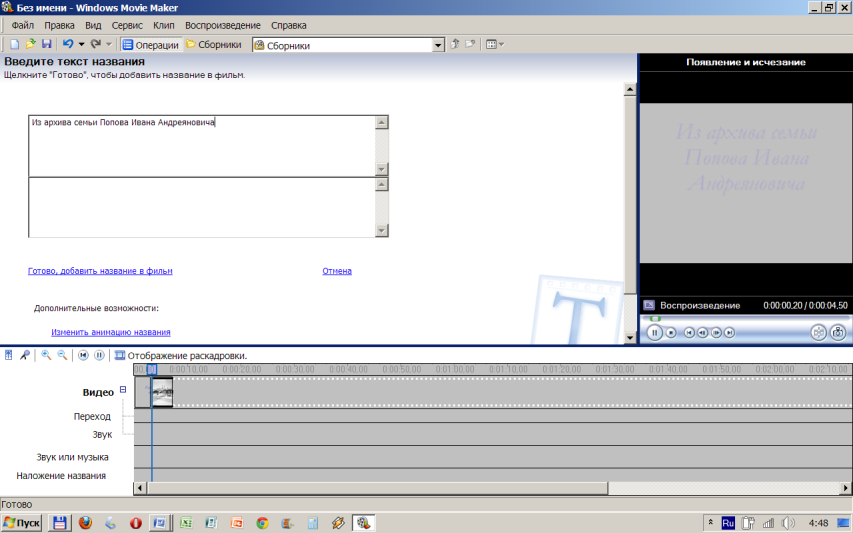 Без имени - Windows Movie Maker
Файл Правка Вид Сервис Клип Воспроизведение Справка
Операции Сборники Сборники
Введите текст названия
Щелкните "Готово", чтобы добавить название в фильм.
Из архива семьи Попова Ивана Андреяновича
Готово, добавить название в фильм Отмена
Дополнительные возможности:
Изменить анимацию названия
Появление и исчезание
Из архива семьи
Попова Ивана
Андреяновича
Воспроизведение 0:00:00,20 / 0:00:04,50
Отображение раскадровки.
0:00:10,00 0:00:20,00 0:00:30,00 0:00:40,00 0:00:50,00 0:01:00,00 0:01:10,00 0:01:20,00 0:01:30,00 0:01:40,00 0:01:50,00 0:02:00,00 0:02:10,00
Видео
Переход
Звук
Звук или музыка
Наложение названия
Готово
Пуск Ru 4:48